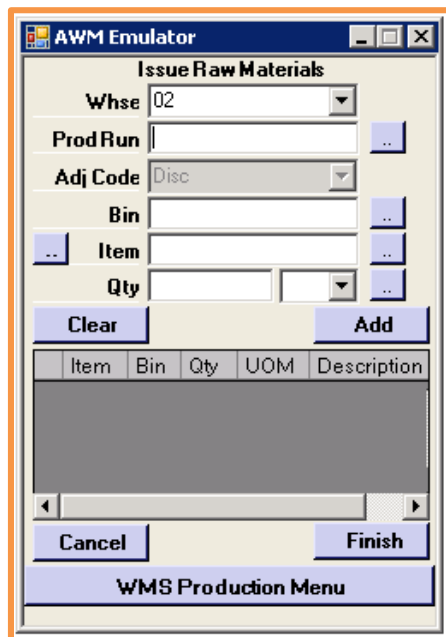 AWM Emulator
Issue Raw Materials
Whse 02
Prod Run ..
Adj Code Disc
Bin ..
.. Item ..
Qty ..
Clear Add
Item Bin Qty UOM Description
Cancel Finish
WMS Production Menu